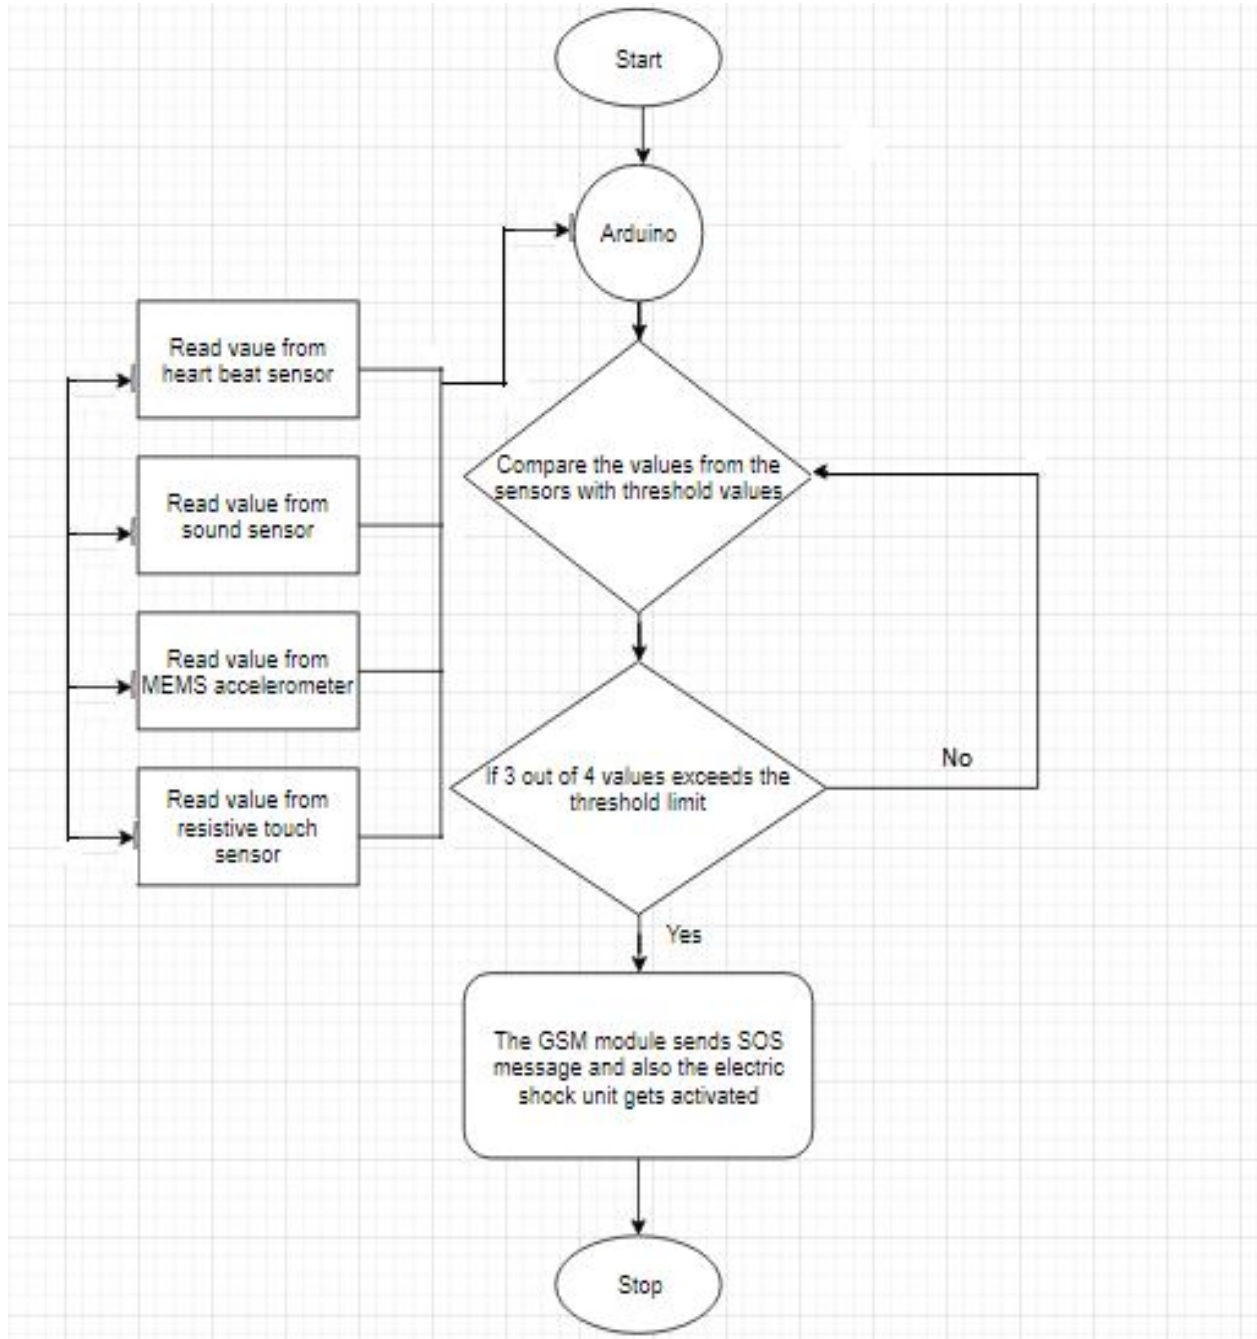 Start
Arduino
Read vaue from
heart beat sensor
Read value from
sound sensor
Read value from
MEMS accelerometer
Read value from
resistive touch
sensor
Compare the values from the
sensors with threshold values
If 3 out of 4 values exceeds the
threshold limit
No
Yes
The GSM module sends SOS
message and also the electric
shock unit gets activated
Stop